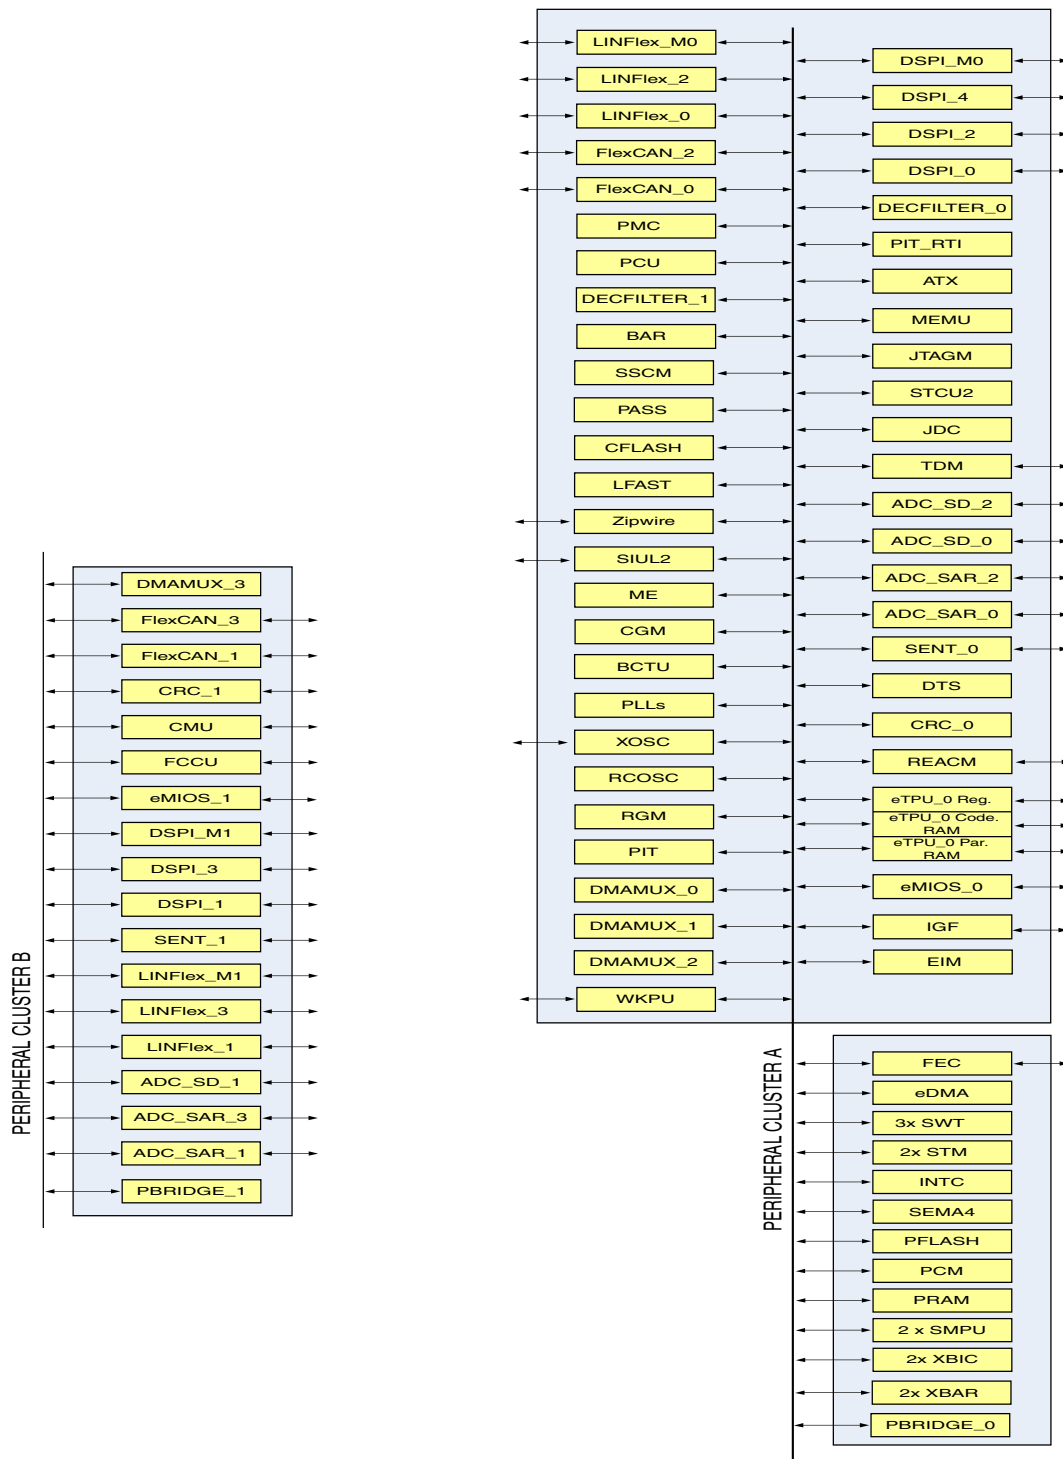 LINFlex_M0
LINFlex_2
LINFlex_0
FlexCAN_2
FlexCAN_0
PMC
PCU
DECFILTER_1
BAR
SSCM
PASS
CFLASH
LFAST
Zipwire
SIUL2
ME
CGM
BCTU
PLLs
XOSC
RCOSC
RGM
PIT
DMAMUX_0
DMAMUX_1
DMAMUX_2
WKPU
DSPI_M0
DSPI_4
DSPI_2
DSPI_0
DECFILTER_0
PIT_RTI
ATX
MEMU
JTAGM
STCU2
JDC
TDM
ADC_SD_2
ADC_SD_0
ADC_SAR_2
ADC_SAR_0
SENT_0
DTS
CRC_0
REACM
eTPU_0 Reg.
eTPU_0 Code.
RAM
eTPU_0 Par.
RAM
eMIOS_0
IGF
EIM
PERIPHERAL CLUSTER A
FEC
eDMA
3x SWT
2x STM
INTC
SEMA4
PFLASH
PCM
PRAM
2 x SMPU
2x XBIC
2x XBAR
PBRIDGE_0
PERIPHERAL CLUSTER B
DMAMUX_3
FlexCAN_3
FlexCAN_1
CRC_1
CMU
FCCU
eMIOS_1
DSPI_M1
DSPI_3
DSPI_1
SENT_1
LINFlex_M1
LINFlex_3
LINFlex_1
ADC_SD_1
ADC_SAR_3
ADC_SAR_1
PBRIDGE_1